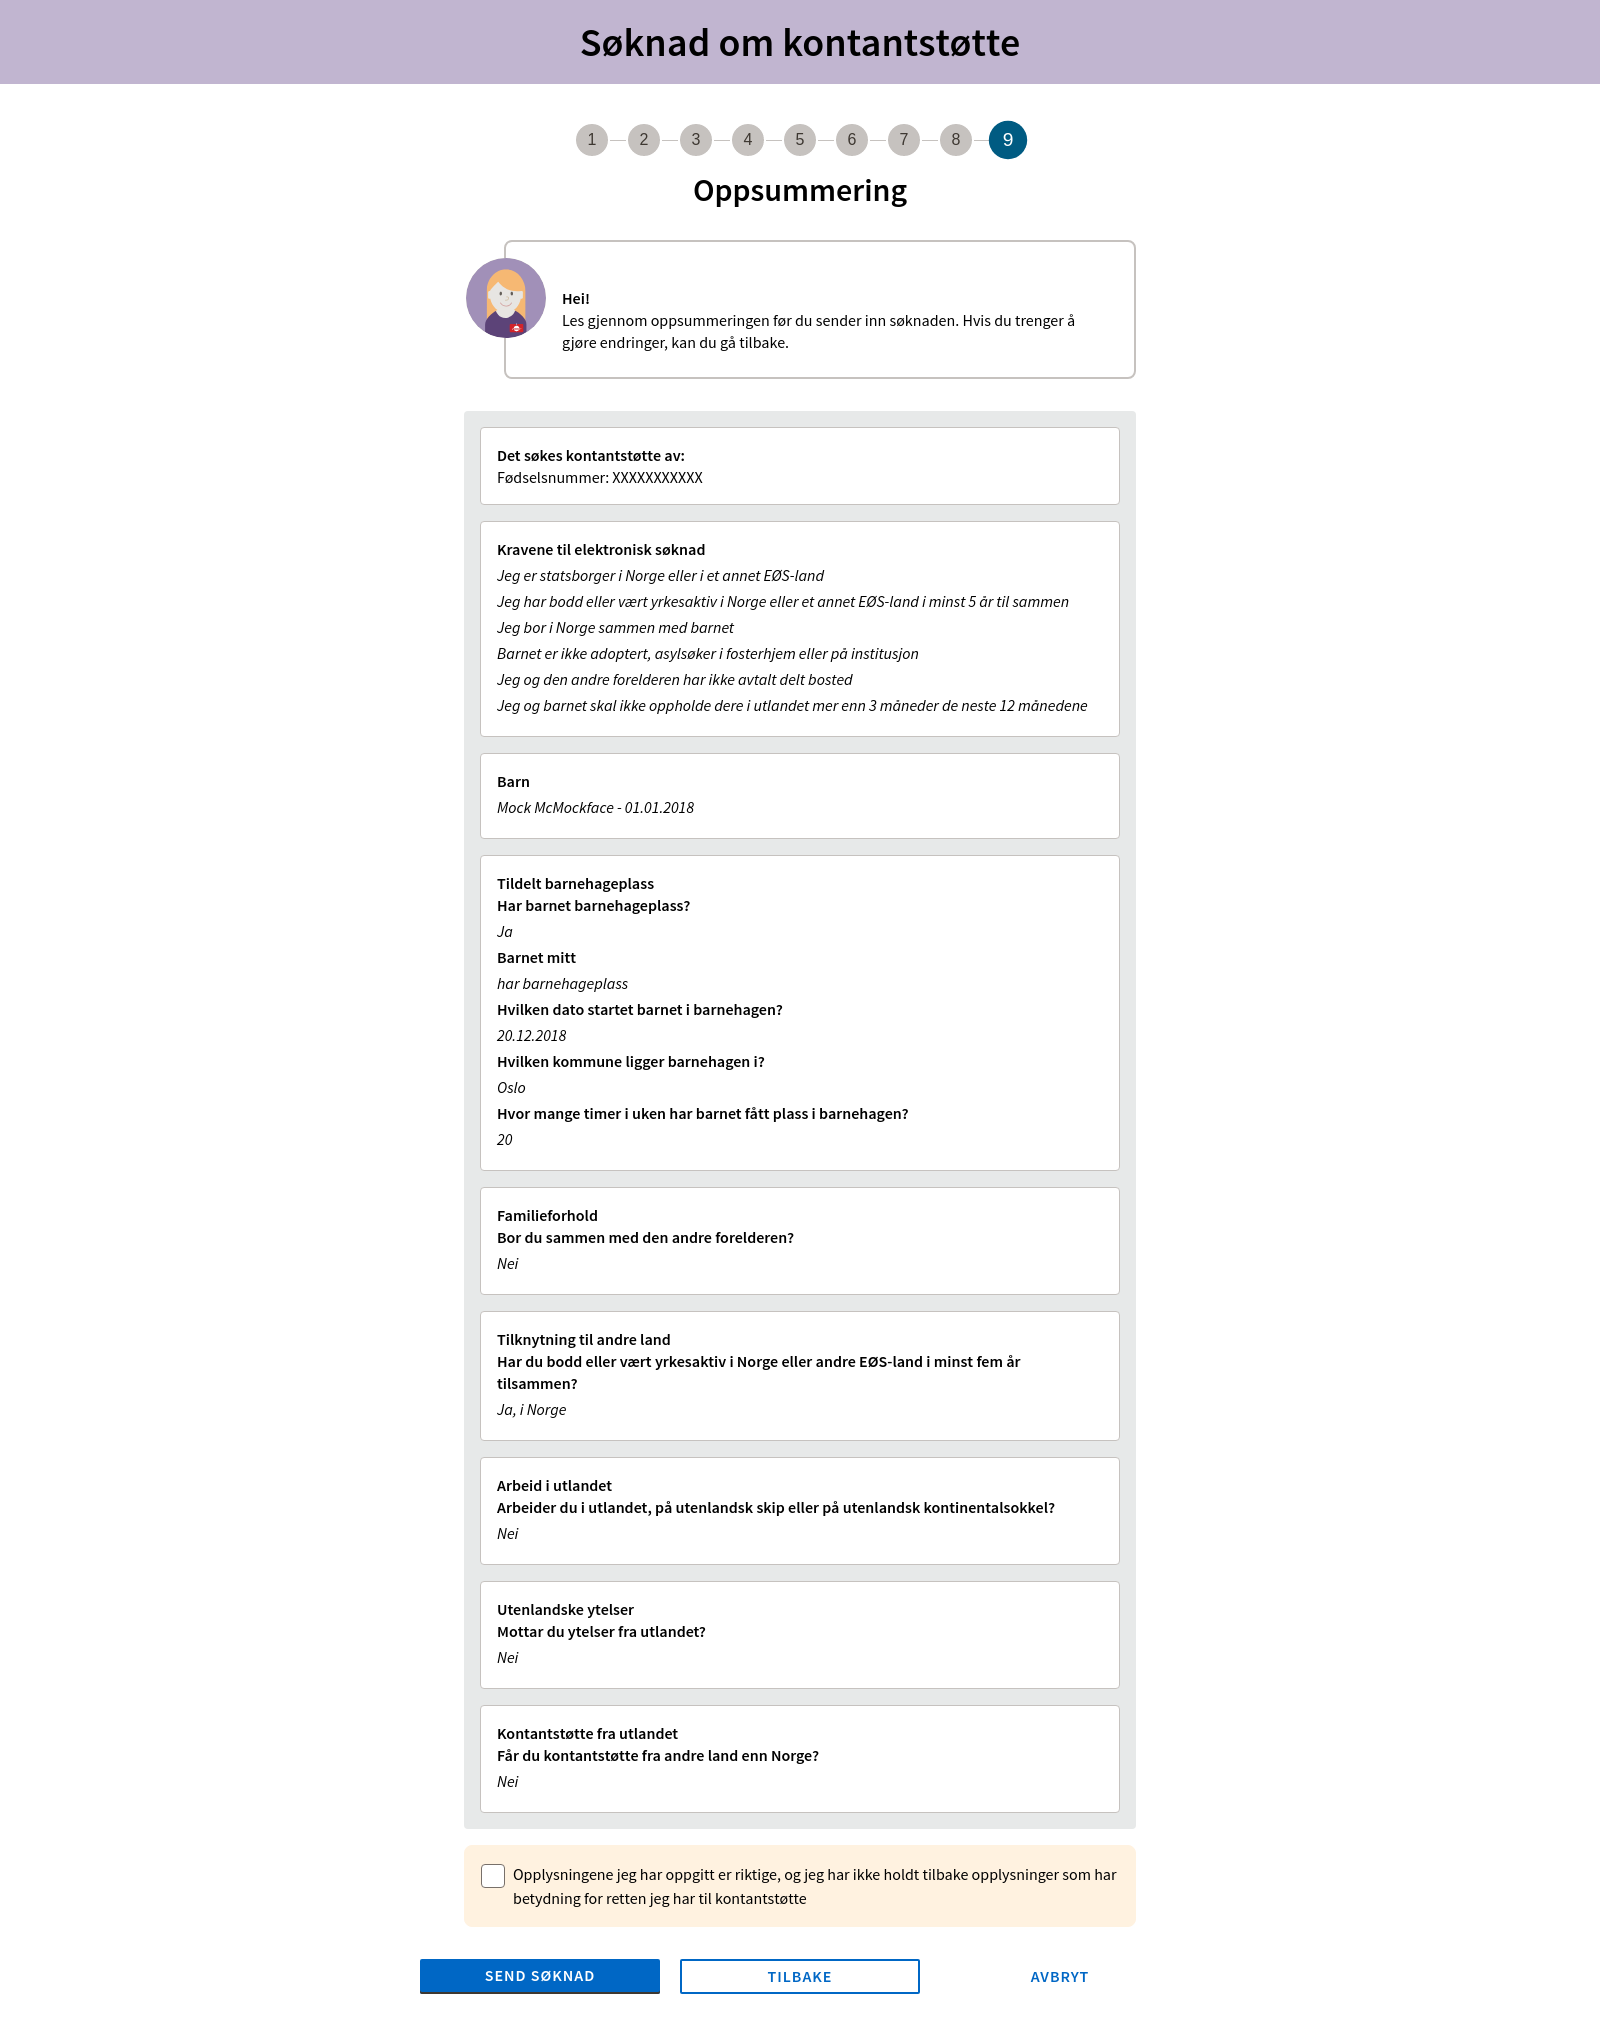 Søknad om kontantstøtte
1 2 3 4 5 6 7 8 9
Oppsummering
Hei!
Les gjennom oppsummeringen før du sender inn søknaden. Hvis du trenger å
gjøre endringer, kan du gå tilbake.
Det søkes kontantstøtte av:
Fødselsnummer: XXXXXXXXXXX
Kravene til elektronisk søknad
Jeg er statsborger i Norge eller i et annet EØS-land
Jeg har bodd eller vært yrkesaktiv i Norge eller et annet EØS-land i minst 5 år til sammen
Jeg bor i Norge sammen med barnet
Barnet er ikke adoptert, asylsøker i fosterhjem eller på institusjon
Jeg og den andre forelderen har ikke avtalt delt bosted
Jeg og barnet skal ikke oppholde dere i utlandet mer enn 3 måneder de neste 12 månedene
Barn
Mock McMockface - 01.01.2018
Tildelt barnehageplass
Har barnet barnehageplass?
Ja
Barnet mitt
har barnehageplass
Hvilken dato startet barnet i barnehagen?
20.12.2018
Hvilken kommune ligger barnehagen i?
Oslo
Hvor mange timer i uken har barnet fått plass i barnehagen?
20
Familieforhold
Bor du sammen med den andre forelderen?
Nei
Tilknytning til andre land
Har du bodd eller vært yrkesaktiv i Norge eller andre EØS-land i minst fem år
tilsammen?
Ja, i Norge
Arbeid i utlandet
Arbeider du i utlandet, på utenlandsk skip eller på utenlandsk kontinentalsokkel?
Nei
Utenlandske ytelser
Mottar du ytelser fra utlandet?
Nei
Kontantstøtte fra utlandet
Får du kontantstøtte fra andre land enn Norge?
Nei
Opplysningene jeg har oppgitt er riktige, og jeg har ikke holdt tilbake opplysninger som har
betydning for retten jeg har til kontantstøtte
SEND SØKNAD TILBAKE AVBRYT